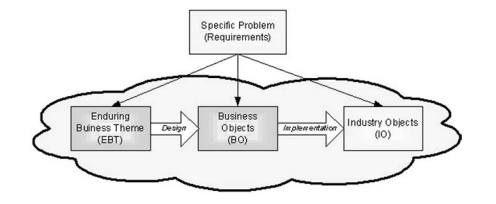 Specific Problem
(Requirements)
Enduring
Buiness Theme
(EBT)
Design
Business
Objects
(BO)
Implementation
Industry Objects
(IO)